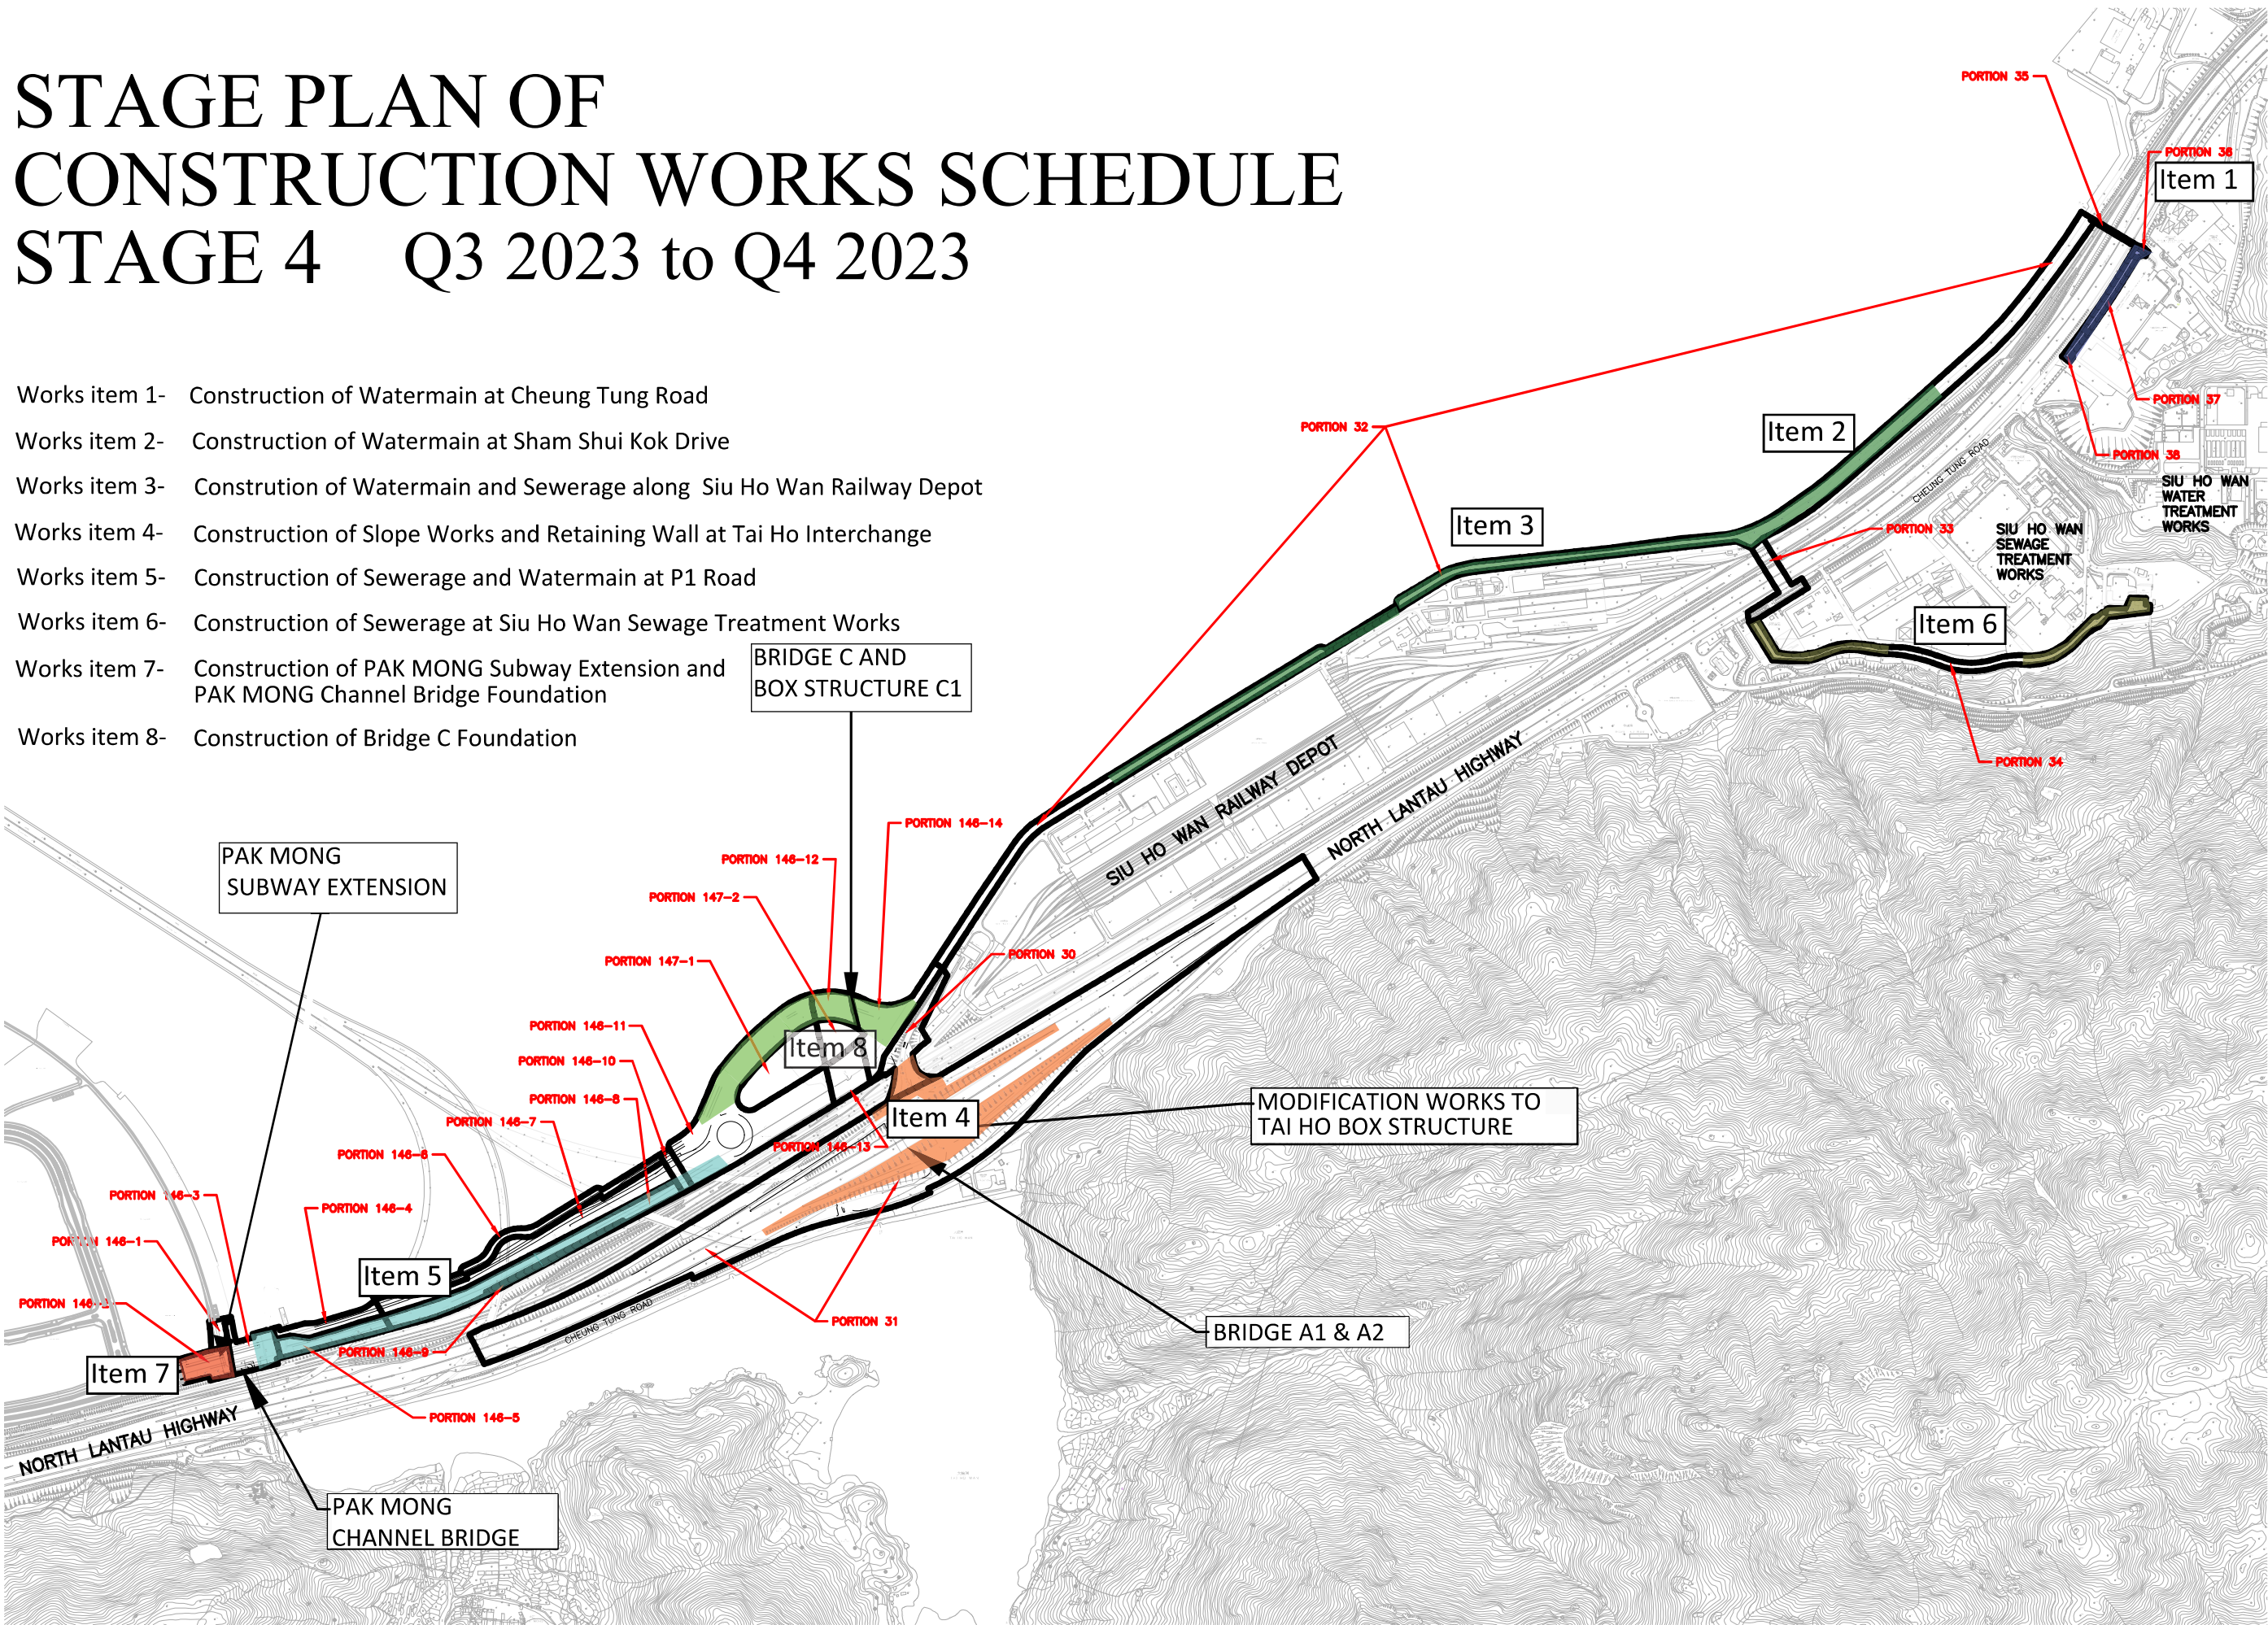 STAGE PLAN OF
CONSTRUCTION WORKS SCHEDULE
STAGE 4 Q3 2023 to Q4 2023
Works item 1- Construction of Watermain at Cheung Tung Road
Works item 2- Construction of Watermain at Sham Shui Kok Drive
Works item 3- Constrution of Watermain and Sewerage along Siu Ho Wan Railway Depot
Works item 4- Construction of Slope Works and Retaining Wall at Tai Ho Interchange
Works item 5- Construction of Sewerage and Watermain at P1 Road
Works item 6- Construction of Sewerage at Siu Ho Wan Sewage Treatment Works
Works item 7- Construction of PAK MONG Subway Extension and
PAK MONG Channel Bridge Foundation
Works item 8- Construction of Bridge C Foundation
PORTION 35
PORTION 36
Item 1
PORTION 37
PORTION 38
SIU HO WAN
WATER
TREATMENT
WORKS
PORTION 32
Item 2
CHEUNG TUNG ROAD
Item 3
PORTION 33
SIU HO WAN
SEWAGE
TREATMENT
WORKS
Item 6
PORTION 34
BRIDGE C AND
BOX STRUCTURE C1
SIU HO WAN RAILWAY DEPOT
NORTH LANTAU HIGHWAY
PAK MONG
SUBWAY EXTENSION
PORTION 146-14
PORTION 146-12
PORTION 147-2
PORTION 147-1
PORTION 30
PORTION 146-11
Item 8
PORTION 146-10
PORTION 146-8
PORTION 146-7
Item 4
MODIFICATION WORKS TO
TAI HO BOX STRUCTURE
PORTION 146-13
PORTION 146-6
PORTION 146-3
PORTION 146-4
PORTION 146-1
Item 5
PORTION 31
CHEUNG TUNG ROAD
BRIDGE A1 & A2
PORTION 146-9
Item 7
PORTION 146-5
NORTH LANTAU HIGHWAY
PAK MONG
CHANNEL BRIDGE